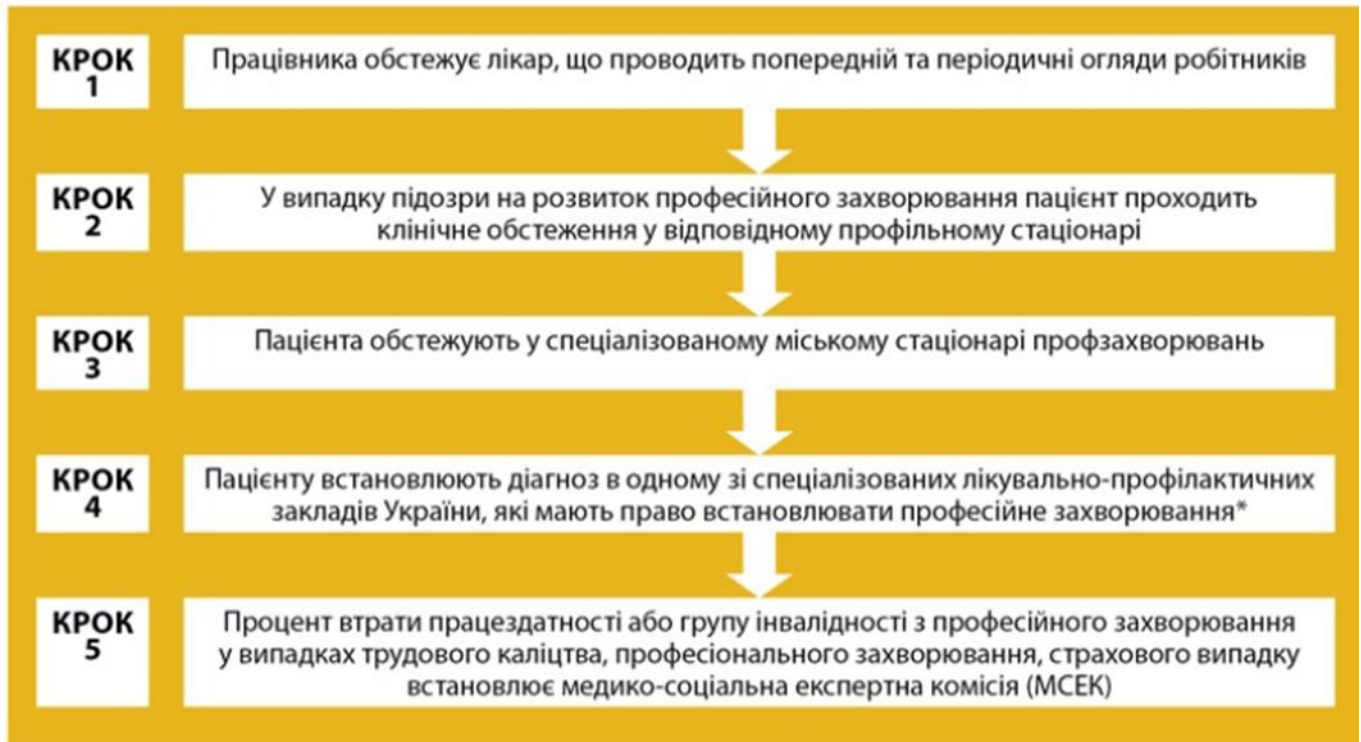 КРОК
1
Працівника обстежує лікар, що проводить попередній та періодичні огляди робітників
КРОК
2
У випадку підозри на розвиток професійного захворювання пацієнт проходить
клінічне обстеження у відповідному профільному стаціонарі
КРОК
3
Пацієнта обстежують у спеціалізованому міському стаціонарі профзахворювань
КРОК
4
Пацієнту встановлюють діагноз в одному зі спеціалізованих лікувально-профілактичних
закладів України, які мають право встановлювати професійне захворювання*
КРОК
5
Процент втрати працездатності або групу інвалідності з професійного захворювання
у випадках трудового каліцтва, професіонального захворювання, страхового випадку
встановлює медико-соціальна експертна комісія (МСЕК)